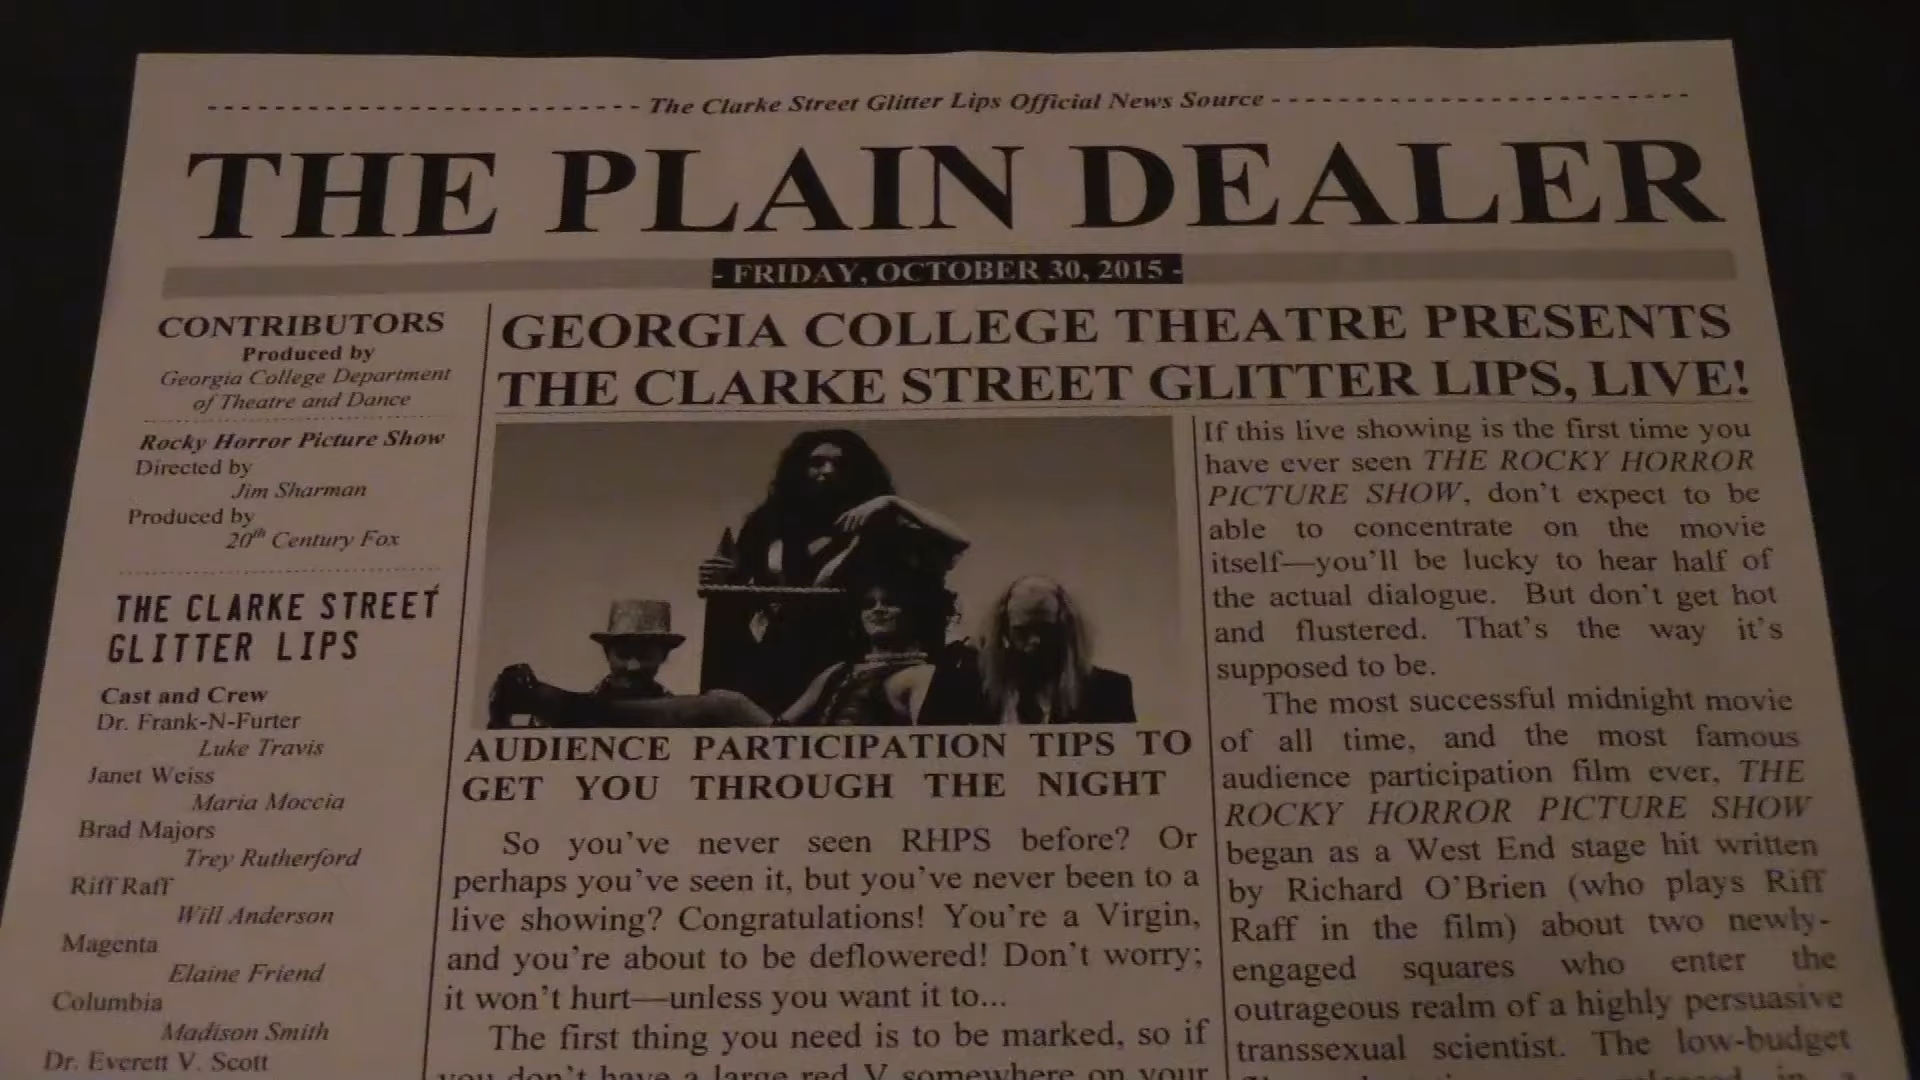 The Clarke Street Glitter Lips Official News Source
THE PLAIN DEALER
- FRIDAY, OCTOBER 30, 2015 -
CONTRIBUTORS
Produced by
Georgia College Department
of Theatre and Dance
Rocky Horror Picture Show
Directed by
Jim Sharman
Produced by
20th Century Fox
THE CLARKE STREET
GLITTER LIPS
Cast and Crew
Dr. Frank-N-Furter
Luke Travis
Janet Weiss
Maria Moccia
Brad Majors
Trey Rutherford
Riff Raff
Will Anderson
Magenta
Elaine Friend
Columbia
Madison Smith
Dr. Everett V. Scott
GEORGIA COLLEGE THEATRE PRESENTS
THE CLARKE STREET GLITTER LIPS, LIVE!
AUDIENCE PARTICIPATION TIPS TO
GET YOU THROUGH THE NIGHT
So you've never seen RHPS before? Or
perhaps you've seen it, but you've never been to a
live showing? Congratulations! You're a Virgin,
and you're about to be deflowered! Don't worry;
it won't hurt—unless you want it to...
The first thing you need is to be marked, so if
you don't have a large red V somewhere on your
If this live showing is the first time you
have ever seen THE ROCKY HORROR
PICTURE SHOW, don't expect to be
able to concentrate on the movie
itself—you'll be lucky to hear half of
the actual dialogue. But don't get hot
and flustered. That's the way it's
supposed to be.
The most successful midnight movie
of all time, and the most famous
audience participation film ever, THE
ROCKY HORROR PICTURE SHOW
began as a West End stage hit written
by Richard O'Brien (who plays Riff
Raff in the film) about two newly-
engaged squares who enter the
outrageous realm of a highly persuasive
transsexual scientist. The low-budget